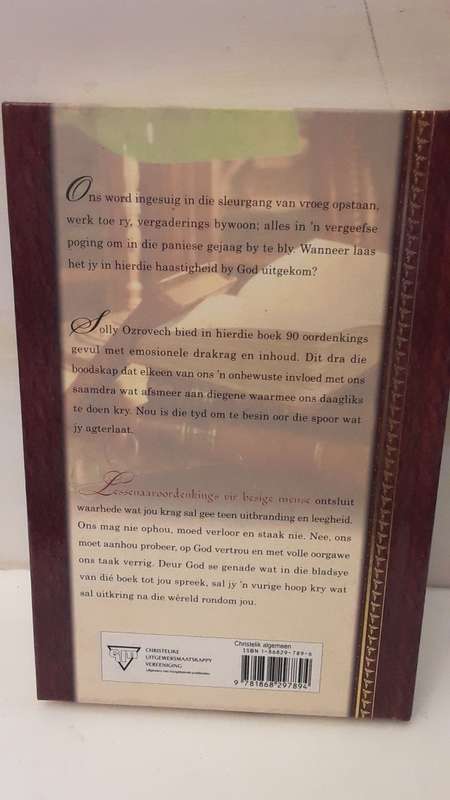 Ons word ingesuig in die sleurgang van vroeg opstaan,
werk toe ry, vergaderings bywoon; alles in 'n vergeefse
poging om in die paniese gejaag by te bly. Wanneer laas
het jy in hierdie haastigheid by God uitgekom?
Solly Ozrovech bied in hierdie boek 90 oordenkings
gevul met emosionele drakrag en inhoud. Dit dra die
boodskap dat elkeen van ons 'n onbewuste invloed met ons
saamdra wat afsmeer aan diegene waarmee ons daagliks
te doen kry. Nou is die tyd om te besin oor die spoor wat
jy agterlaat.
Lessenaaroordenkings vir besige mense ontsluit
waarhede wat jou krag sal gee teen uitbranding en leegheid.
Ons mag nie ophou, moed verloor en staak nie. Nee, ons
moet aanhou probeer, op God vertrou en met volle oorgawe
ons taak verrig. Deur God se genade wat in die bladsye
van dié boek tot jou spreek, sal jy 'n vurige hoop kry wat
sal uitkring na die wêreld rondom jou.
CHRISTELIKE
UITGEWERSMAATSKAPPY
VERENIGING
Christelik algemeen
ISBN 1-86829-789-6
9 781868 297894